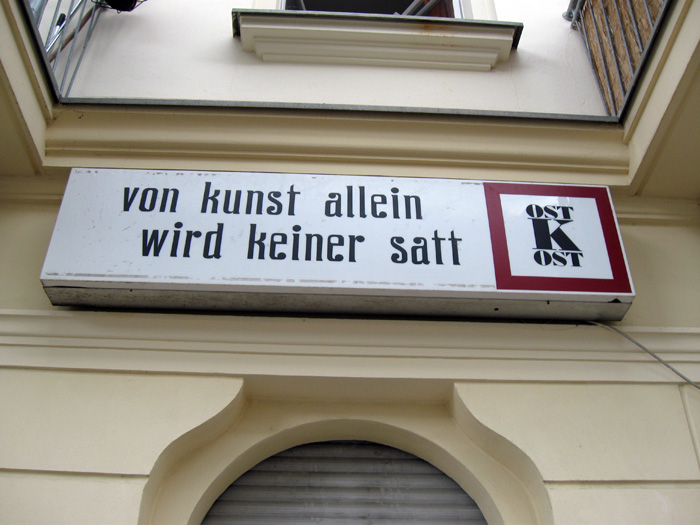 von kunst allein
wird keiner satt
OST
K
OST